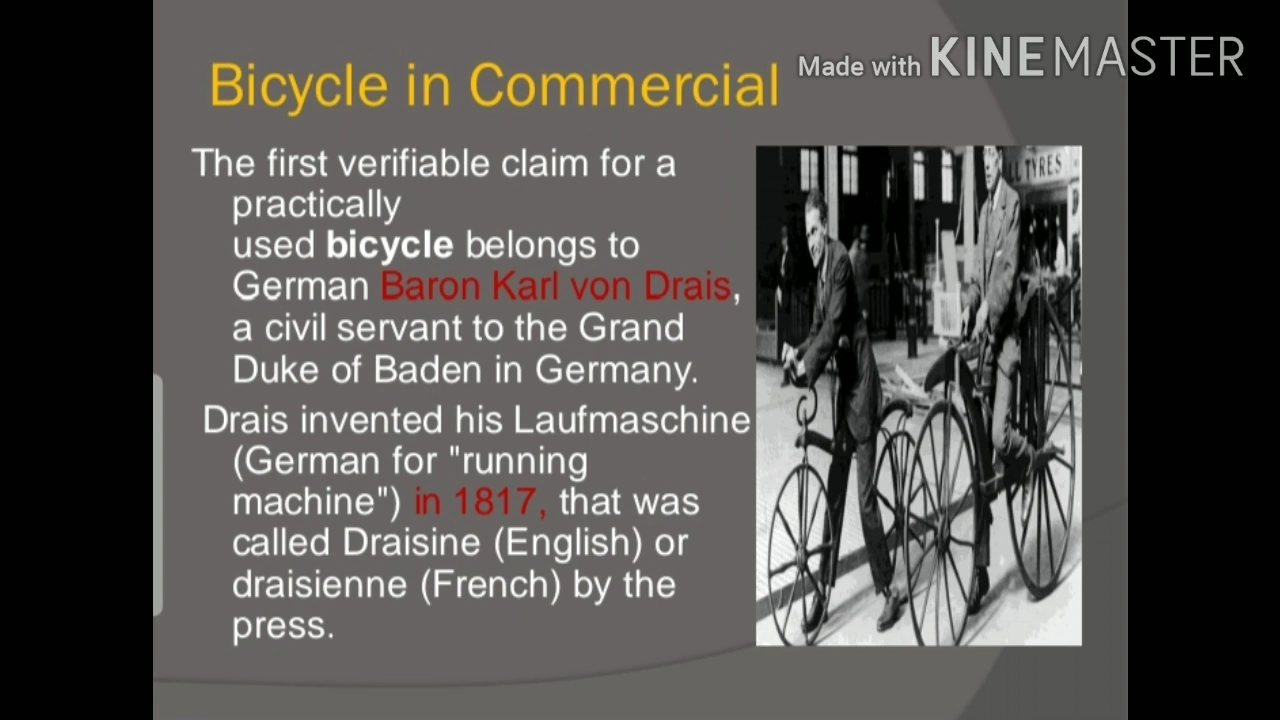 Made with KINEMASTER
Bicycle in Commercial
The first verifiable claim for a
practically
used bicycle belongs to
German Baron Karl von Drais,
a civil servant to the Grand
Duke of Baden in Germany.
Drais invented his Laufmaschine
(German for "running
machine") in 1817, that was
called Draisine (English) or
draisienne (French) by the
press.
TYRES